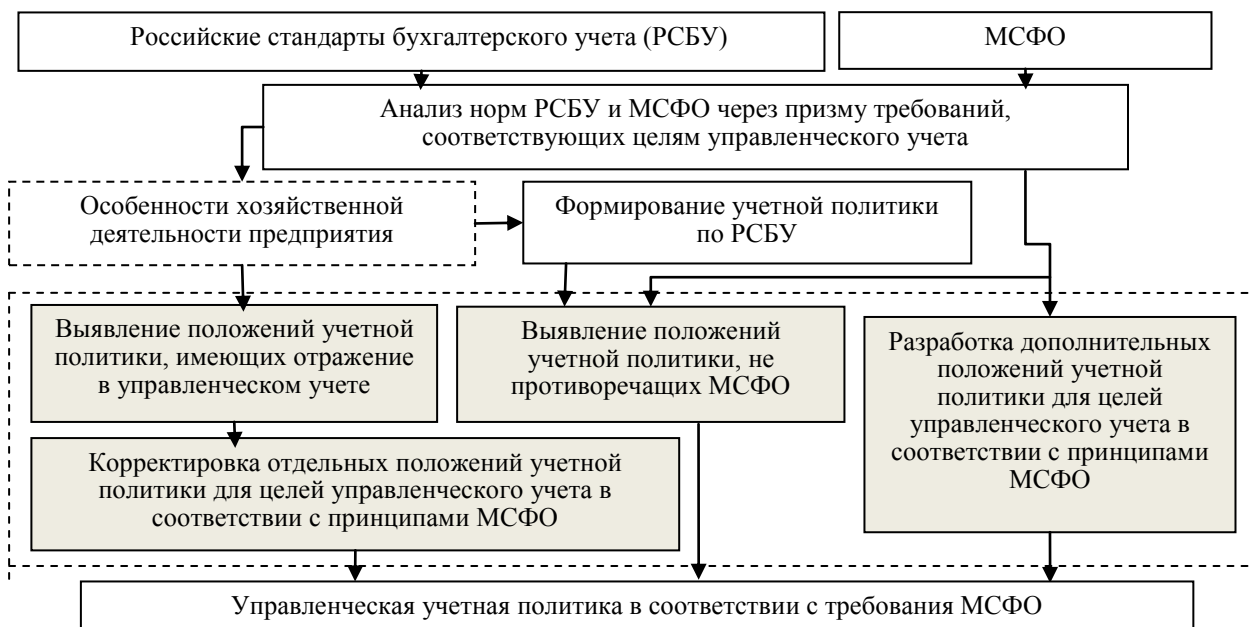 Российские стандарты бухгалтерского учета (РСБУ)
МСФО
Анализ норм РСБУ и МСФО через призму требований,
соответствующих целям управленческого учета
Особенности хозяйственной
деятельности предприятия
Формирование учетной политики
по РСБУ
Выявление положений учетной
политики, имеющих отражение
в управленческом учете
Выявление положений
учетной политики, не
противоречащих МСФО
Разработка дополнительных
положений учетной
политики для целей
управленческого учета в
соответствии с принципами
МСФО
Корректировка отдельных положений учетной
политики для целей управленческого учета в
соответствии с принципами МСФО
Управленческая учетная политика в соответствии с требования МСФО